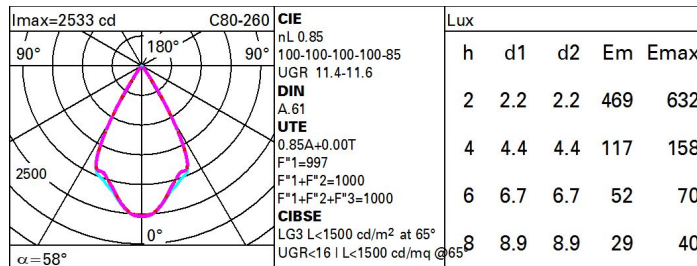 Imax=2533 cd C80-260
90° 180° 90°
2500
0°
α=58°
CIE
nL 0.85
100-100-100-100-85
UGR 11.4-11.6
DIN
A.61
UTE
0.85A+0.00T
F"1=997
F"1+F"2=1000
F"1+F"2+F"3=1000
CIBSE
LG3 L<1500 cd/m² at 65°
UGR<16 | L<1500 cd/mq @65°
Lux
h d1 d2 Em Emax
2 2.2 2.2 469 632
4 4.4 4.4 117 158
6 6.7 6.7 52 70
8 8.9 8.9 29 40